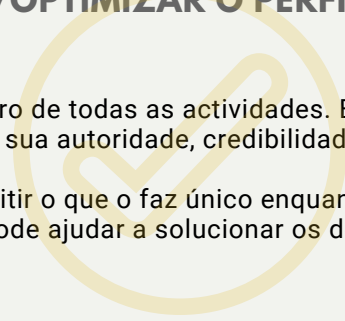 OPTIMIZAR O PERFI
ro de todas as actividades. E
sua autoridade, credibilidad
itir o que o faz único enquan
ode ajudar a solucionar os d